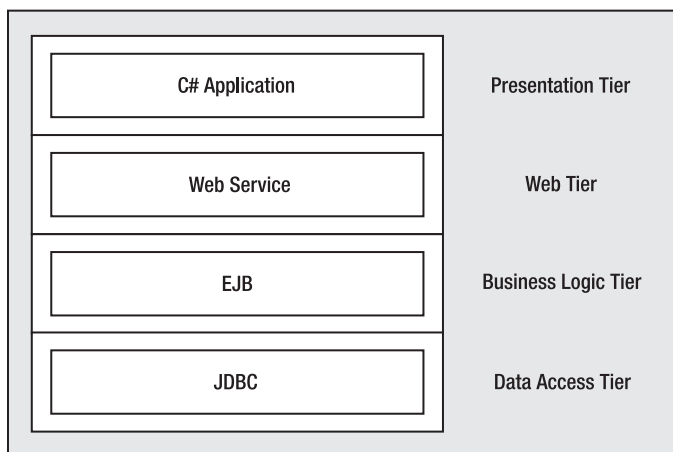 C# Application
Presentation Tier
Web Service
Web Tier
EJB
Business Logic Tier
JDBC
Data Access Tier